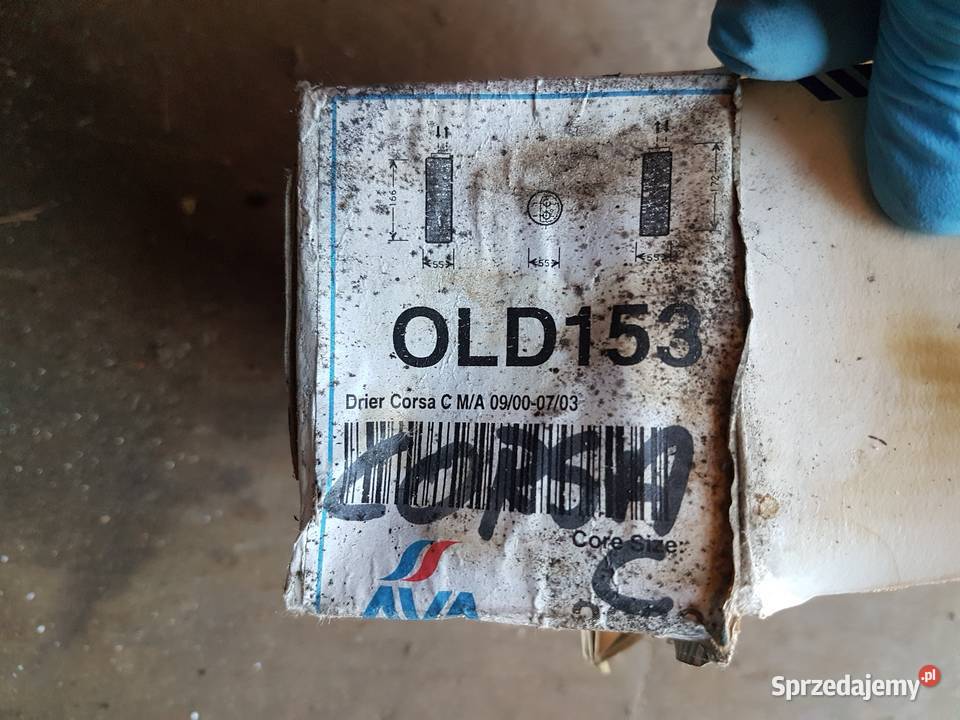 166
55
55
55
OLD153
Drier Corsa C M/A 09/00-07/03
CORSA
Core Size:
C
AVA
Sprzedajemy.pl